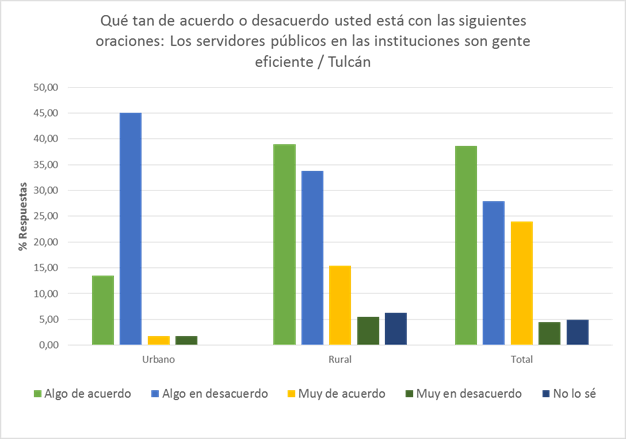 Qué tan de acuerdo o desacuerdo usted está con las siguientes
oraciones: Los servidores públicos en las instituciones son gente
eficiente / Tulcán
50,00
45,00
40,00
35,00
30,00
25,00
20,00
15,00
10,00
5,00
0,00
% Respuestas
Urbano Rural Total
Algo de acuerdo Algo en desacuerdo Muy de acuerdo Muy en desacuerdo No lo sé